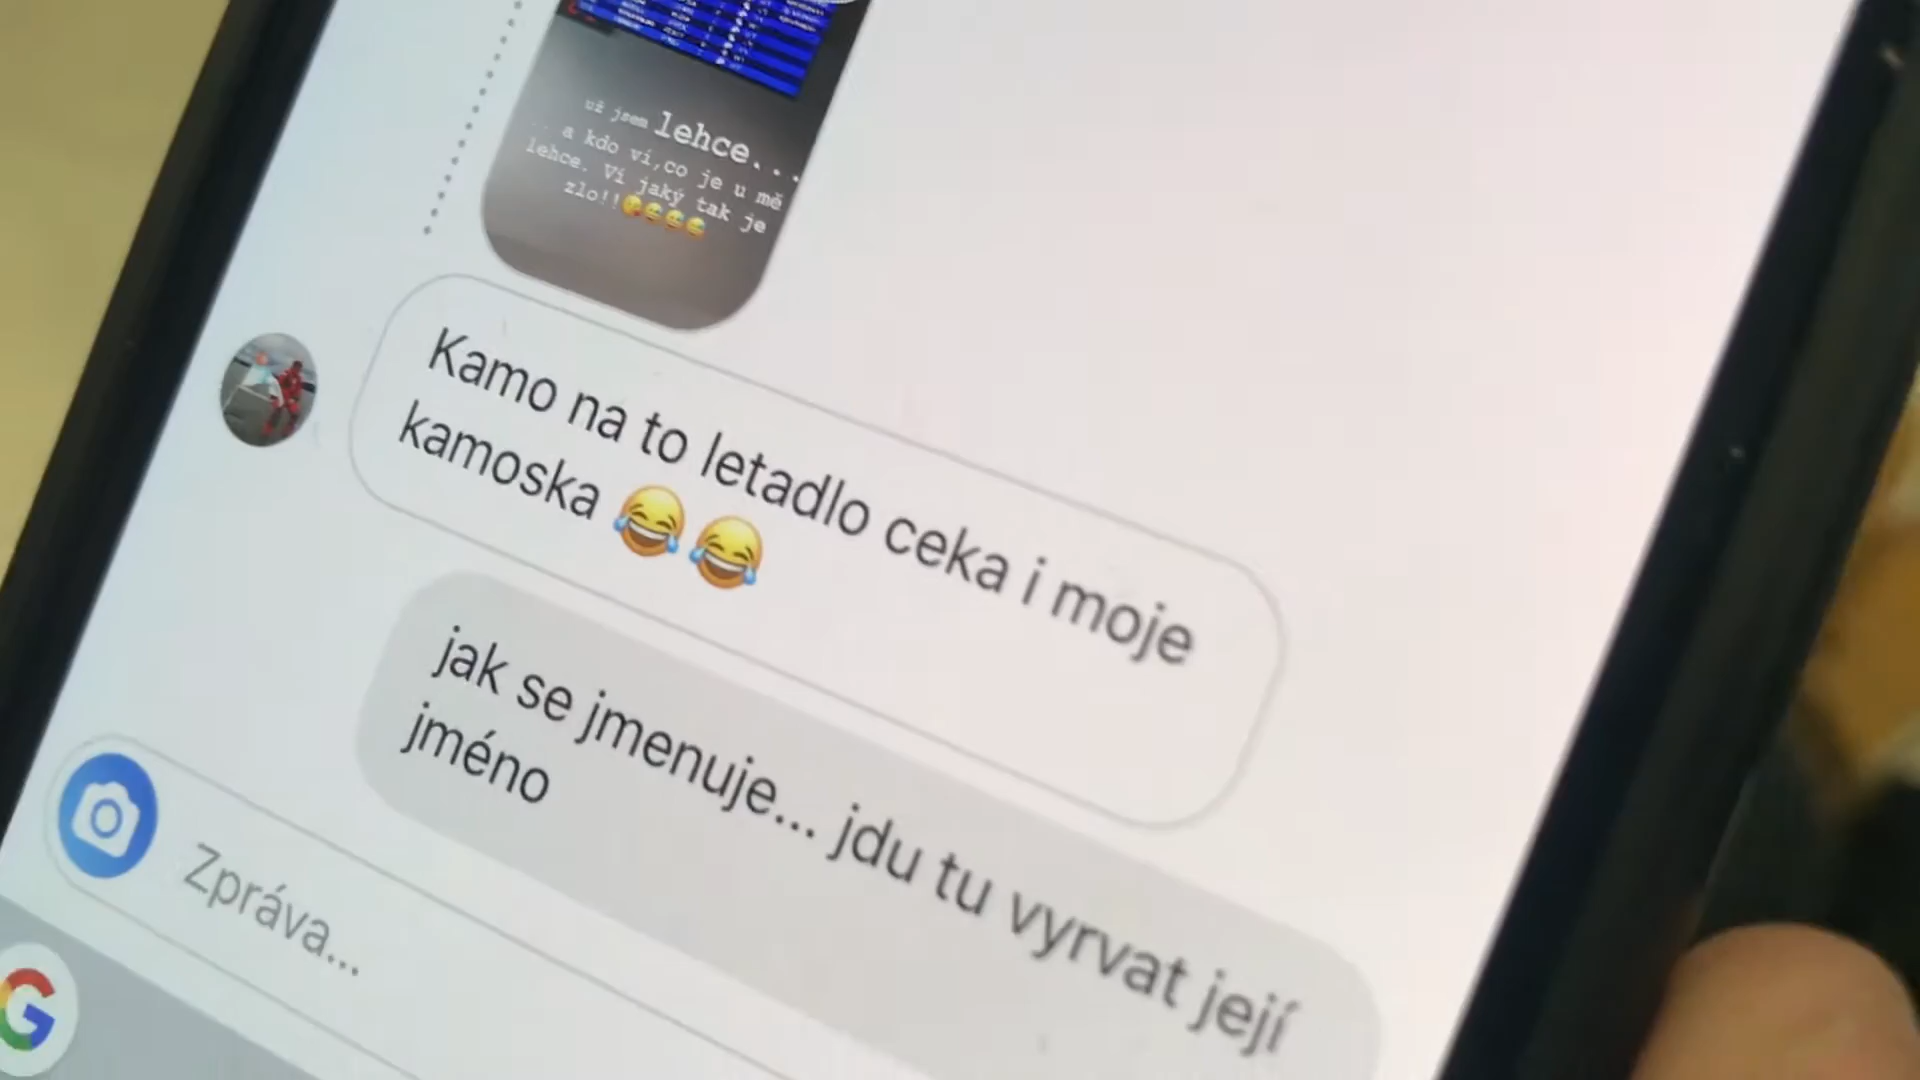 už jsem lehce...
a kdo ví,co je u mě
lehce. Ví jaký tak je
zlo!!😘😅😅😅
Kamo na to letadlo ceka i moje
kamoska 😂😂
jak se jmenuje... jdu tu vyrvat její
jméno
Zpráva...
G